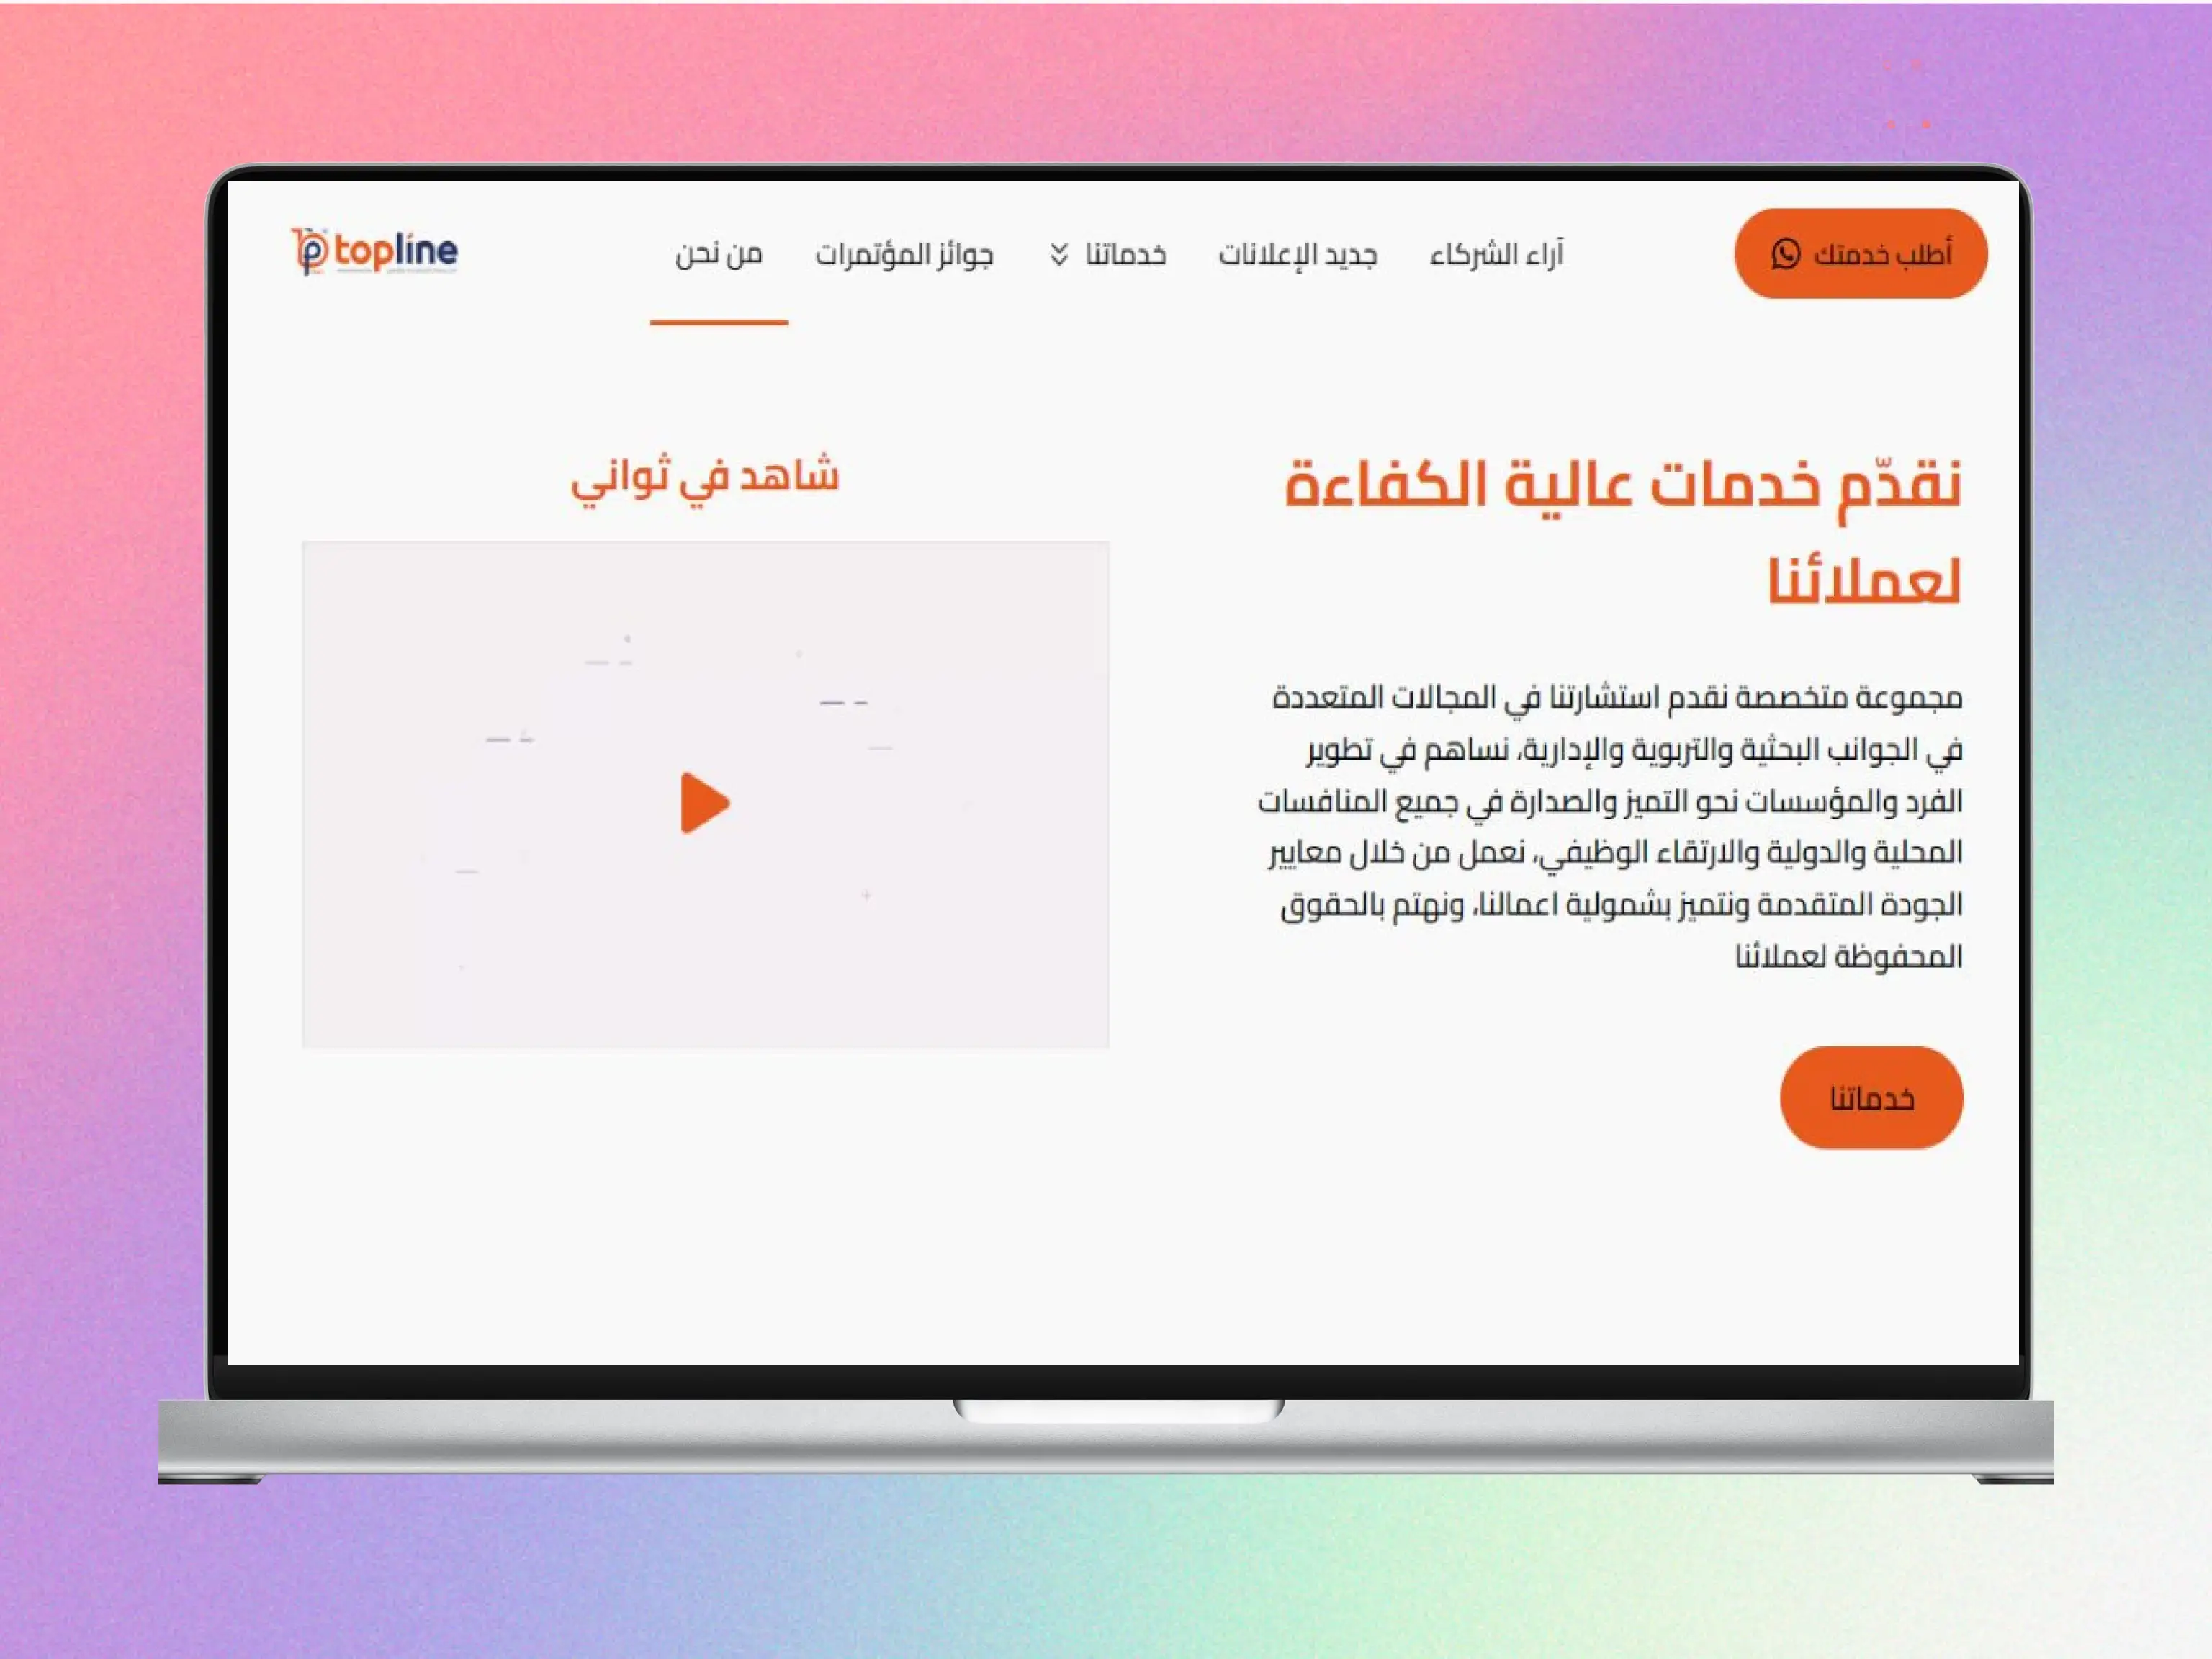 أطلب خدمتك
آراء الشركاء
جديد الإعلانات
خدماتنا
جوائز المؤتمرات
من نحن
topline
نقدّم خدمات عالية الكفاءة
لعملائنا
مجموعة متخصصة نقدم استشارتنا في المجالات المتعددة
في الجوانب البحثية والتربوية والإدارية، نساهم في تطوير
الفرد والمؤسسات نحو التميز والصدارة في جميع المنافسات
المحلية والدولية والارتقاء الوظيفي، نعمل من خلال معايير
الجودة المتقدمة ونتميز بشمولية اعمالنا، ونهتم بالحقوق
المحفوظة لعملائنا
خدماتنا
شاهد في ثواني